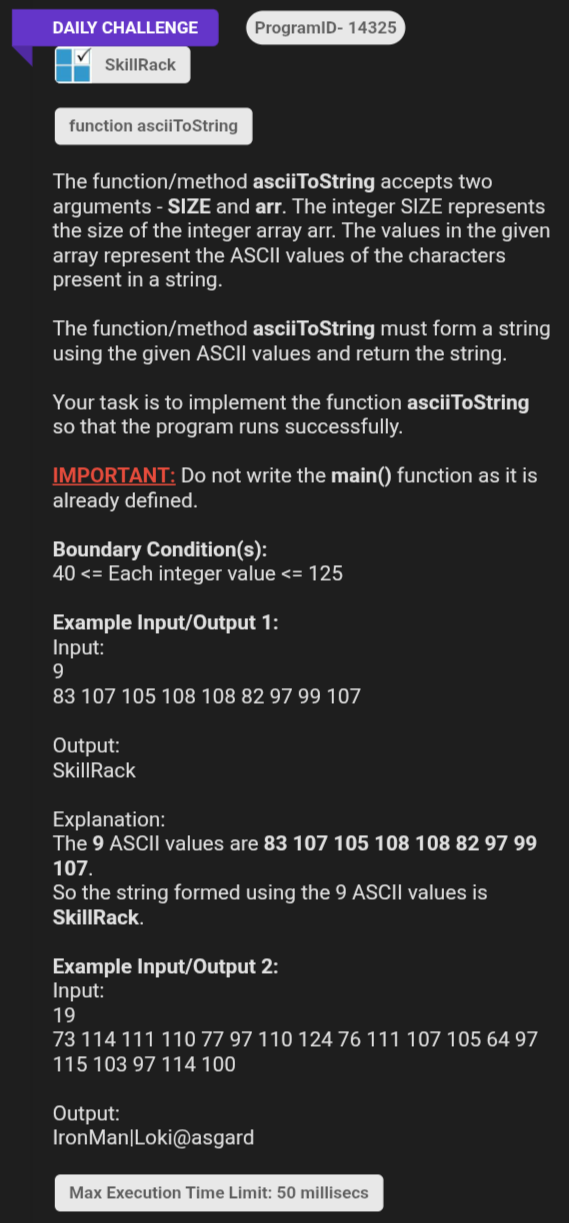 DAILY CHALLENGE
ProgramID- 14325
SkillRack
function asciiToString
The function/method asciiToString accepts two
arguments - SIZE and arr. The integer SIZE represents
the size of the integer array arr. The values in the given
array represent the ASCII values of the characters
present in a string.
The function/method asciiToString must form a string
using the given ASCII values and return the string.
Your task is to implement the function asciiToString
so that the program runs successfully.
IMPORTANT: Do not write the main() function as it is
already defined.
Boundary Condition(s):
40 <= Each integer value <= 125
Example Input/Output 1:
Input:
9
83 107 105 108 108 82 97 99 107
Output:
SkillRack
Explanation:
The 9 ASCII values are 83 107 105 108 108 82 97 99
107.
So the string formed using the 9 ASCII values is
SkillRack.
Example Input/Output 2:
Input:
19
73 114 111 110 77 97 110 124 76 111 107 105 64 97
115 103 97 114 100
Output:
IronMan|Loki@asgard
Max Execution Time Limit: 50 millisecs